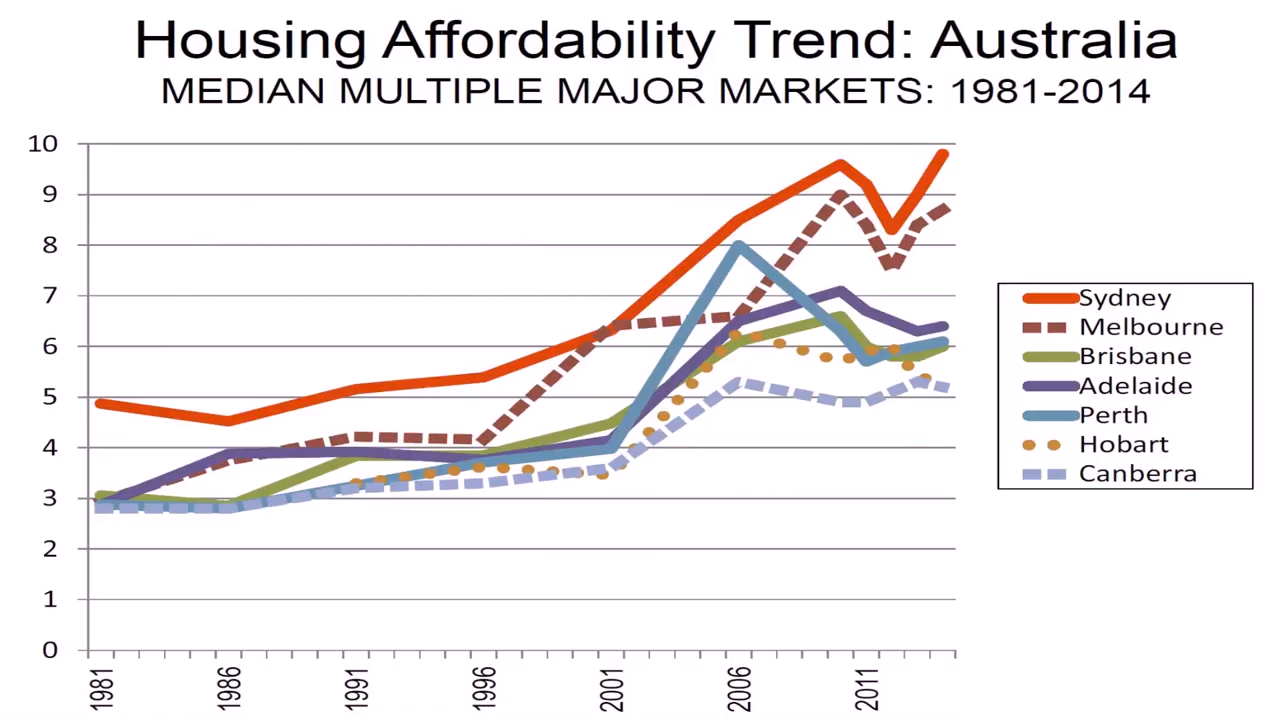 Housing Affordability Trend: Australia
MEDIAN MULTIPLE MAJOR MARKETS: 1981-2014
10
9
8
7
6
5
4
3
2
1
0
1981
1986
1991
1996
2001
2006
2011
Sydney
Melbourne
Brisbane
Adelaide
Perth
Hobart
Canberra